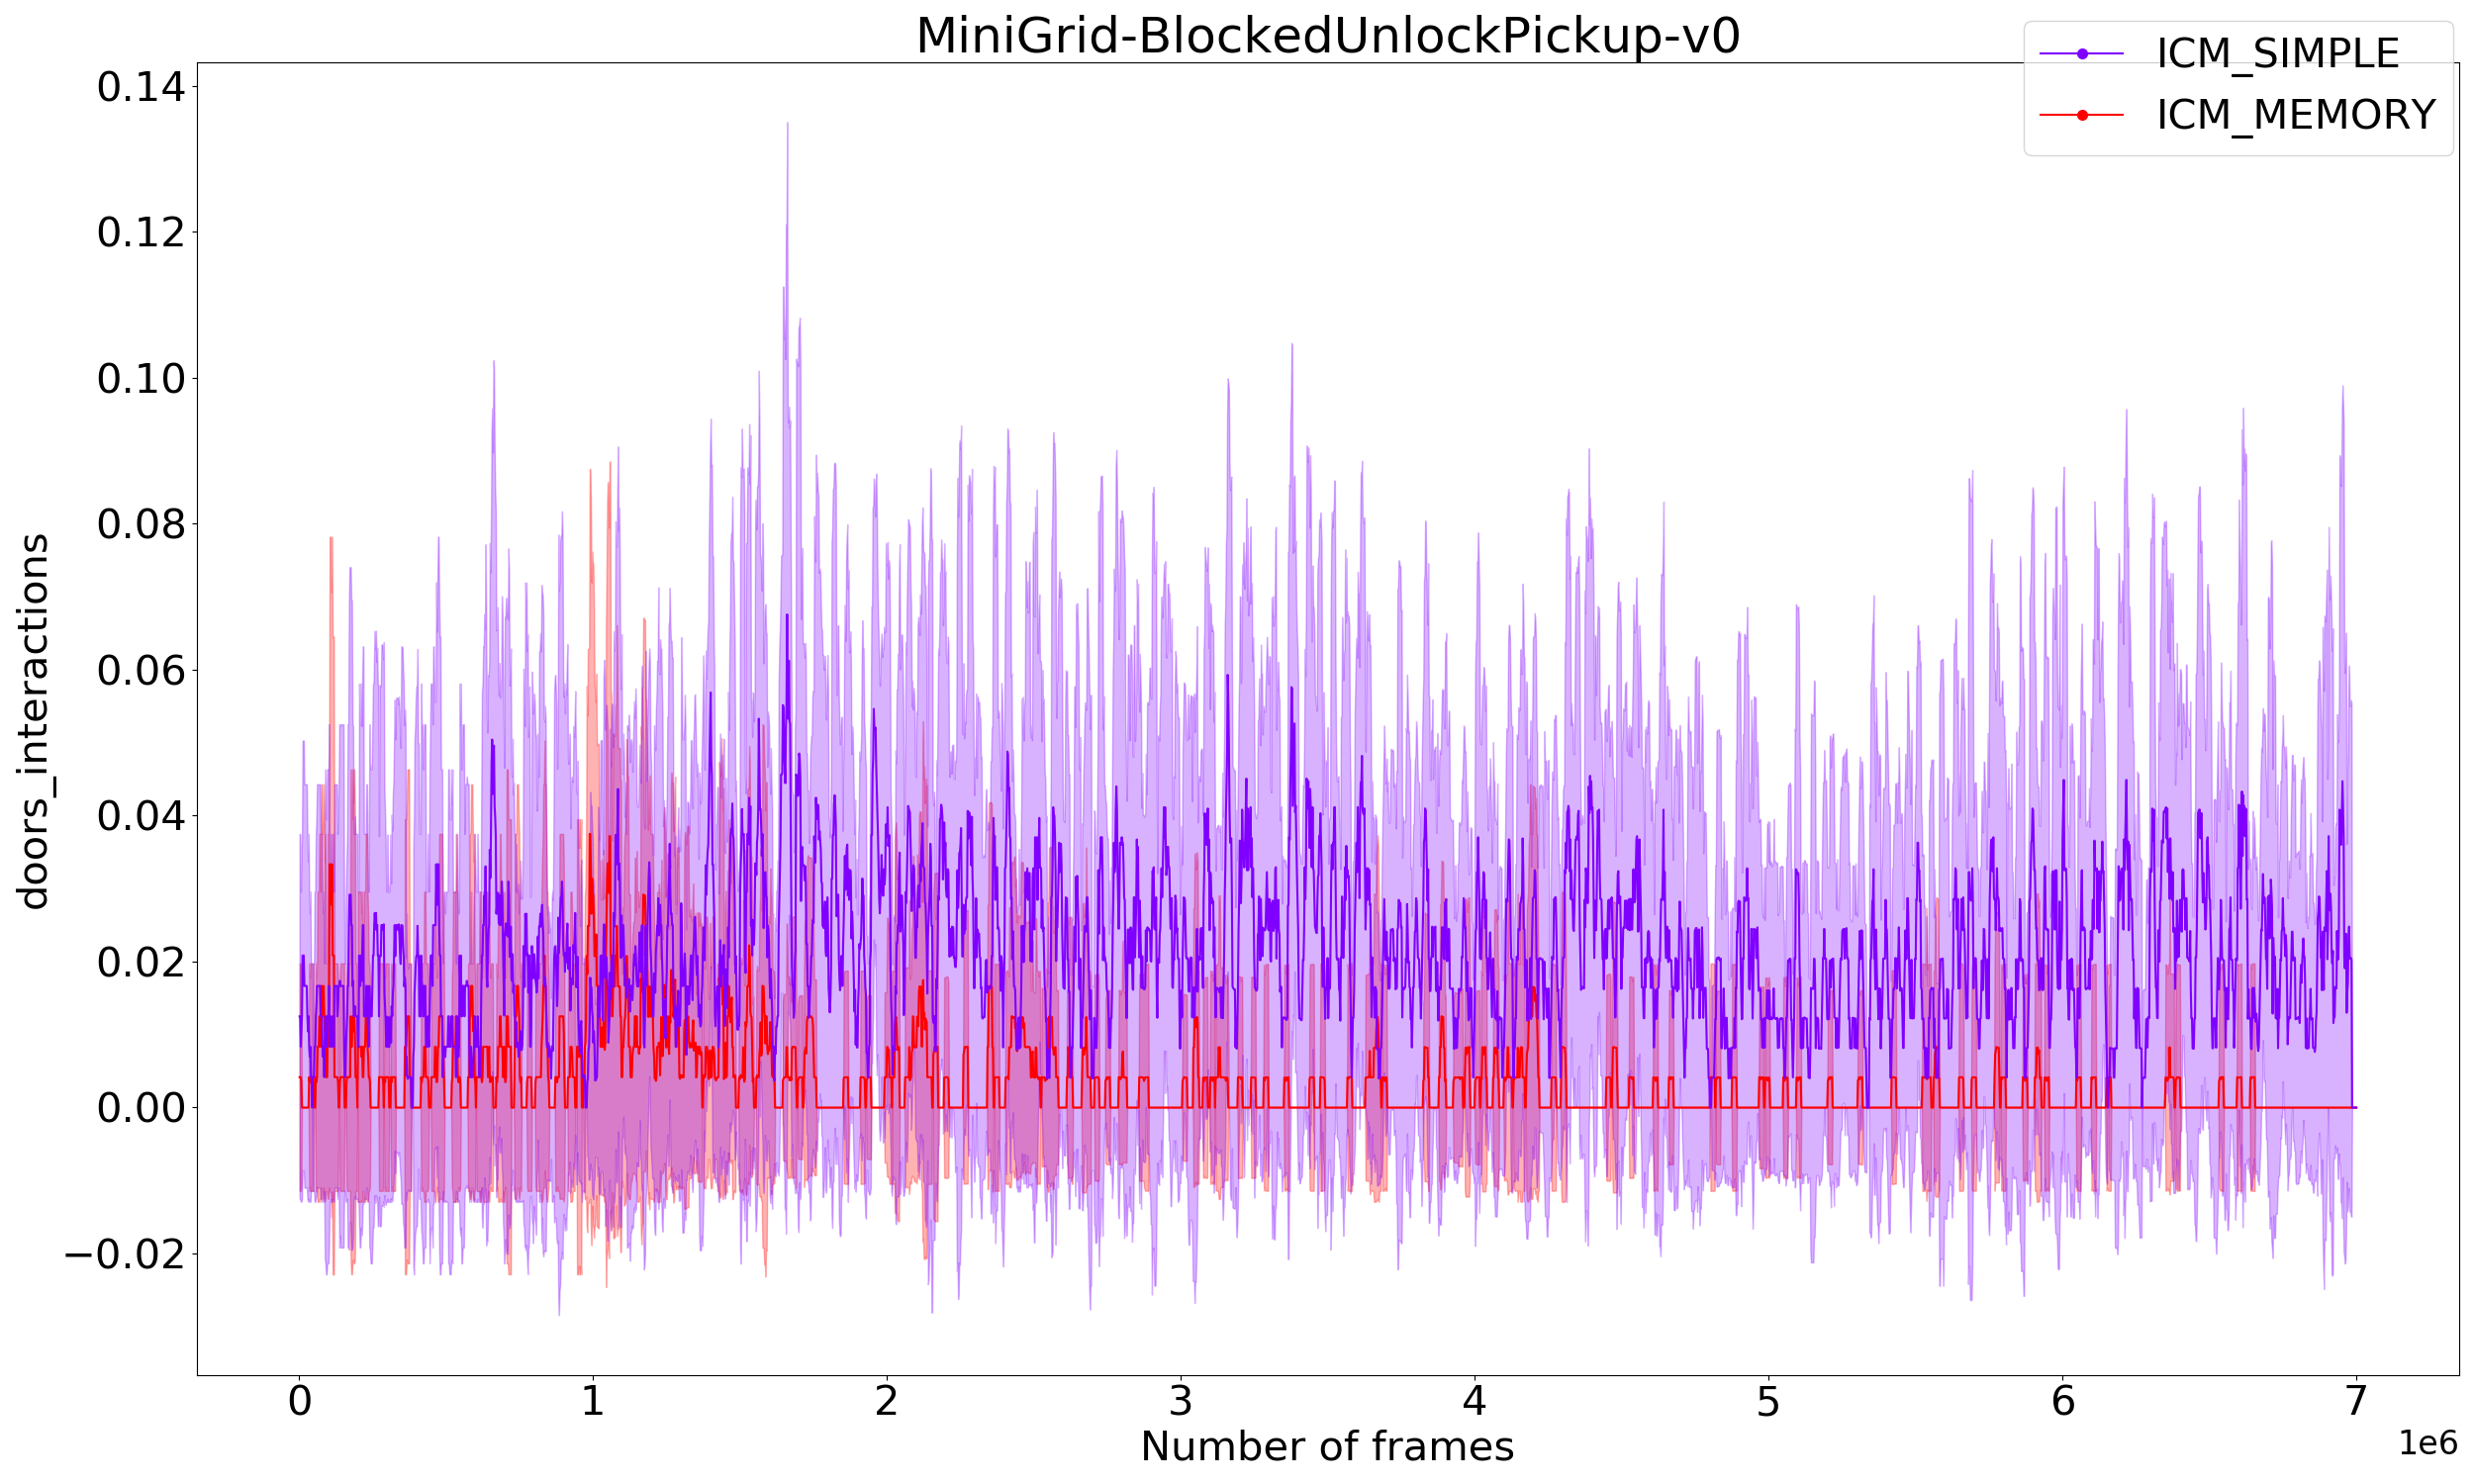 MiniGrid-BlockedUnlockPickup-v0
ICM_SIMPLE
ICM_MEMORY
doors_interactions
0.14
0.12
0.10
0.08
0.06
0.04
0.02
0.00
−0.02
0 1 2 3 4 5 6 7
Number of frames
1e6